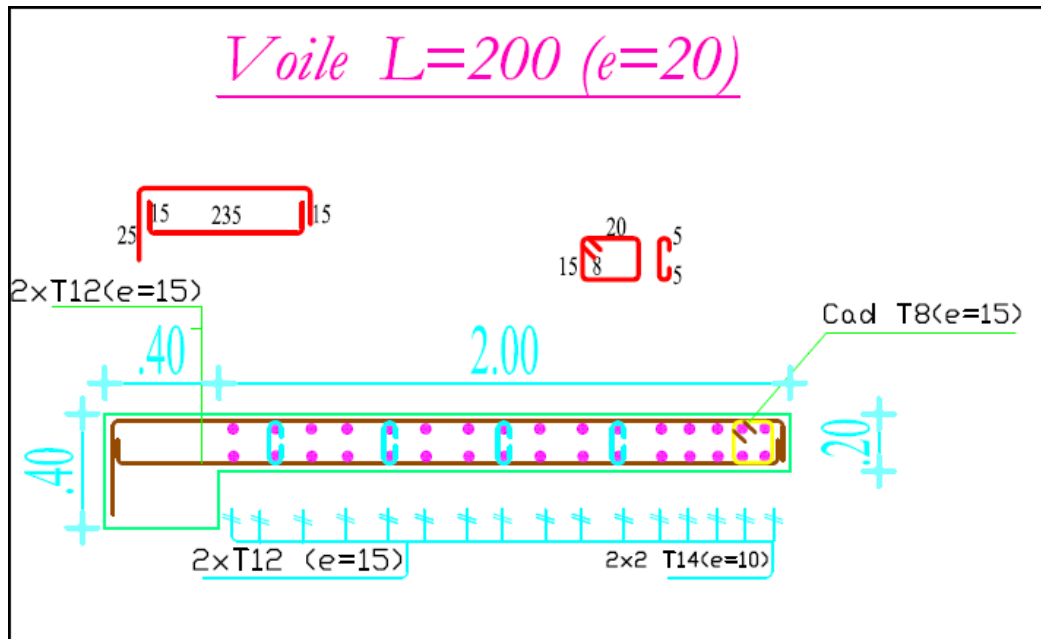 Voile L=200 (e=20)
15 235 15
25
20 5
15 8 5
2xT12(e=15)
Cad T8(e=15)
.40 2.00
.40 .20
2xT12 (e=15) 2x2 T14(e=10)